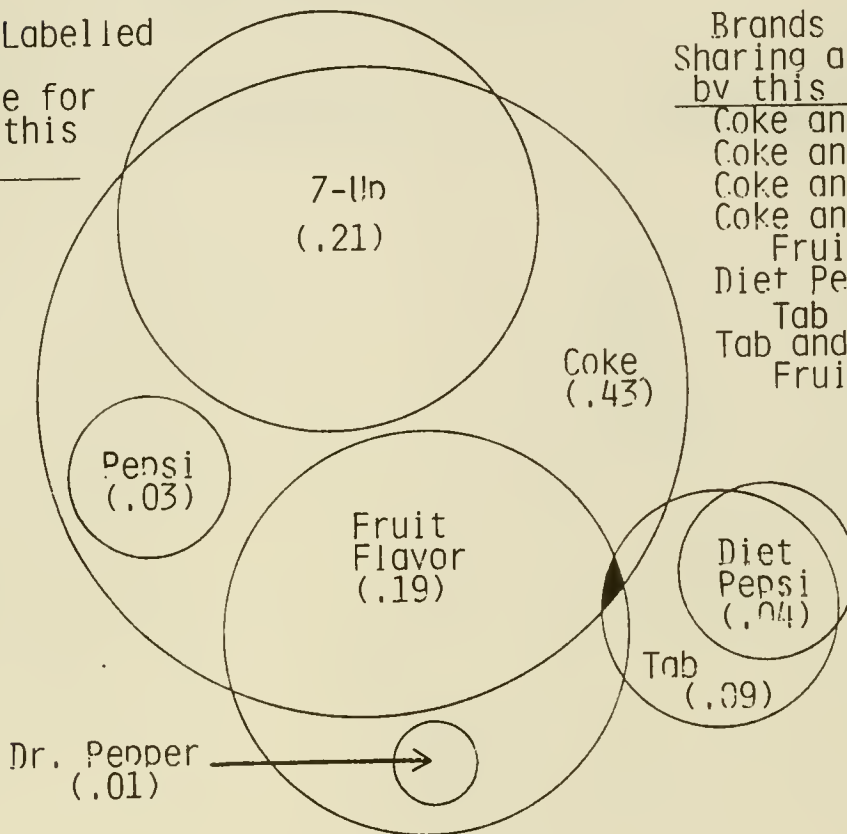 Labelled
e for
this
Brands
Sharing a
by this
Coke an
Coke an
Coke an
Coke an
Frui
Diet Pe
Tab
Tab and
Frui
7-Up
(.21)
Coke
(.43)
Pepsi
(.03)
Fruit
Flavor
(.19)
Diet
Pepsi
(.04)
Tab
(.09)
Dr. Pepper
(.01)